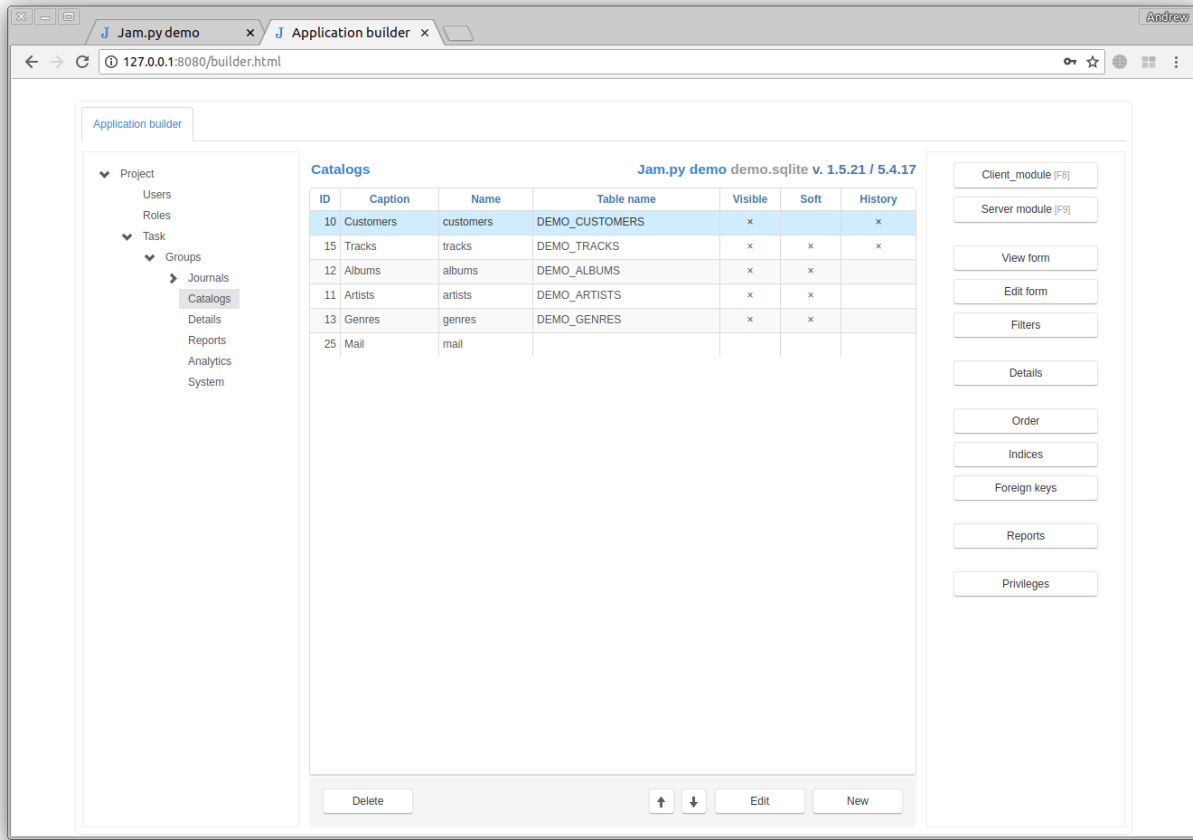 Andrew
Jam.py demo × Application builder ×
127.0.0.1:8080/builder.html
Application builder
Project
Users
Roles
Task
Groups
Journals
Catalogs
Details
Reports
Analytics
System
Catalogs Jam.py demo demo.sqlite v. 1.5.21 / 5.4.17
ID Caption Name Table name Visible Soft History
10 Customers customers DEMO_CUSTOMERS × ×
15 Tracks tracks DEMO_TRACKS × × ×
12 Albums albums DEMO_ALBUMS × ×
11 Artists artists DEMO_ARTISTS × ×
13 Genres genres DEMO_GENRES × ×
25 Mail mail
Delete Edit New
Client_module [F8]
Server module [F9]
View form
Edit form
Filters
Details
Order
Indices
Foreign keys
Reports
Privileges